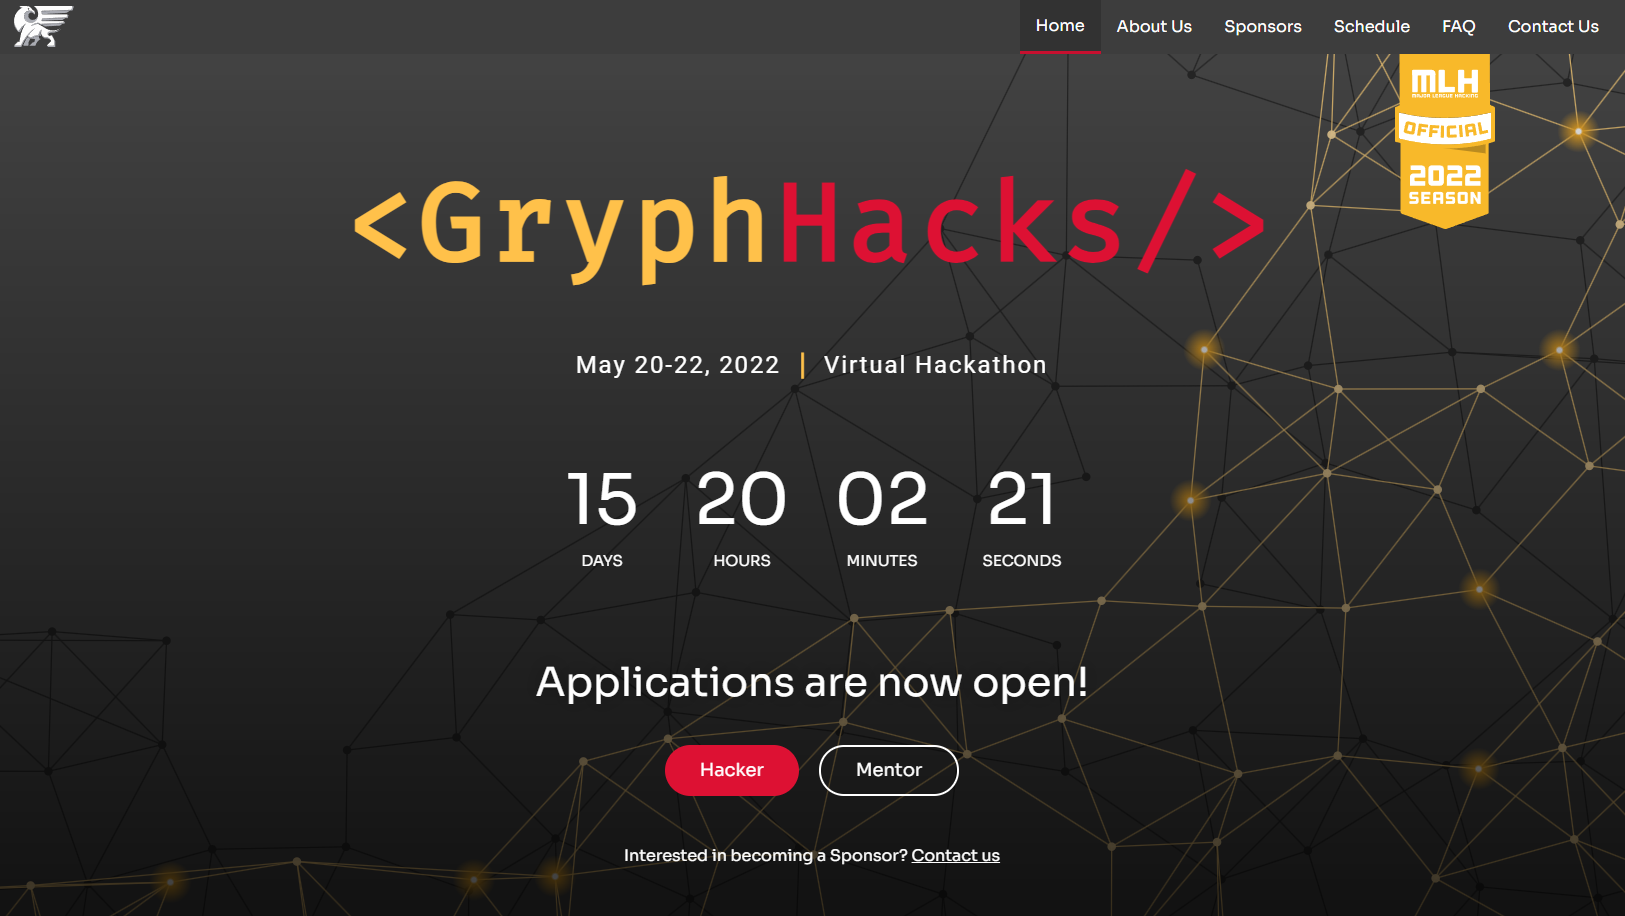 Home About Us Sponsors Schedule FAQ Contact Us
MLH
MAJOR LEAGUE HACKING
OFFICIAL
2022
SEASON
<GryphHacks/>
May 20-22, 2022 | Virtual Hackathon
15 20 02 21
DAYS HOURS MINUTES SECONDS
Applications are now open!
Hacker Mentor
Interested in becoming a Sponsor? Contact us